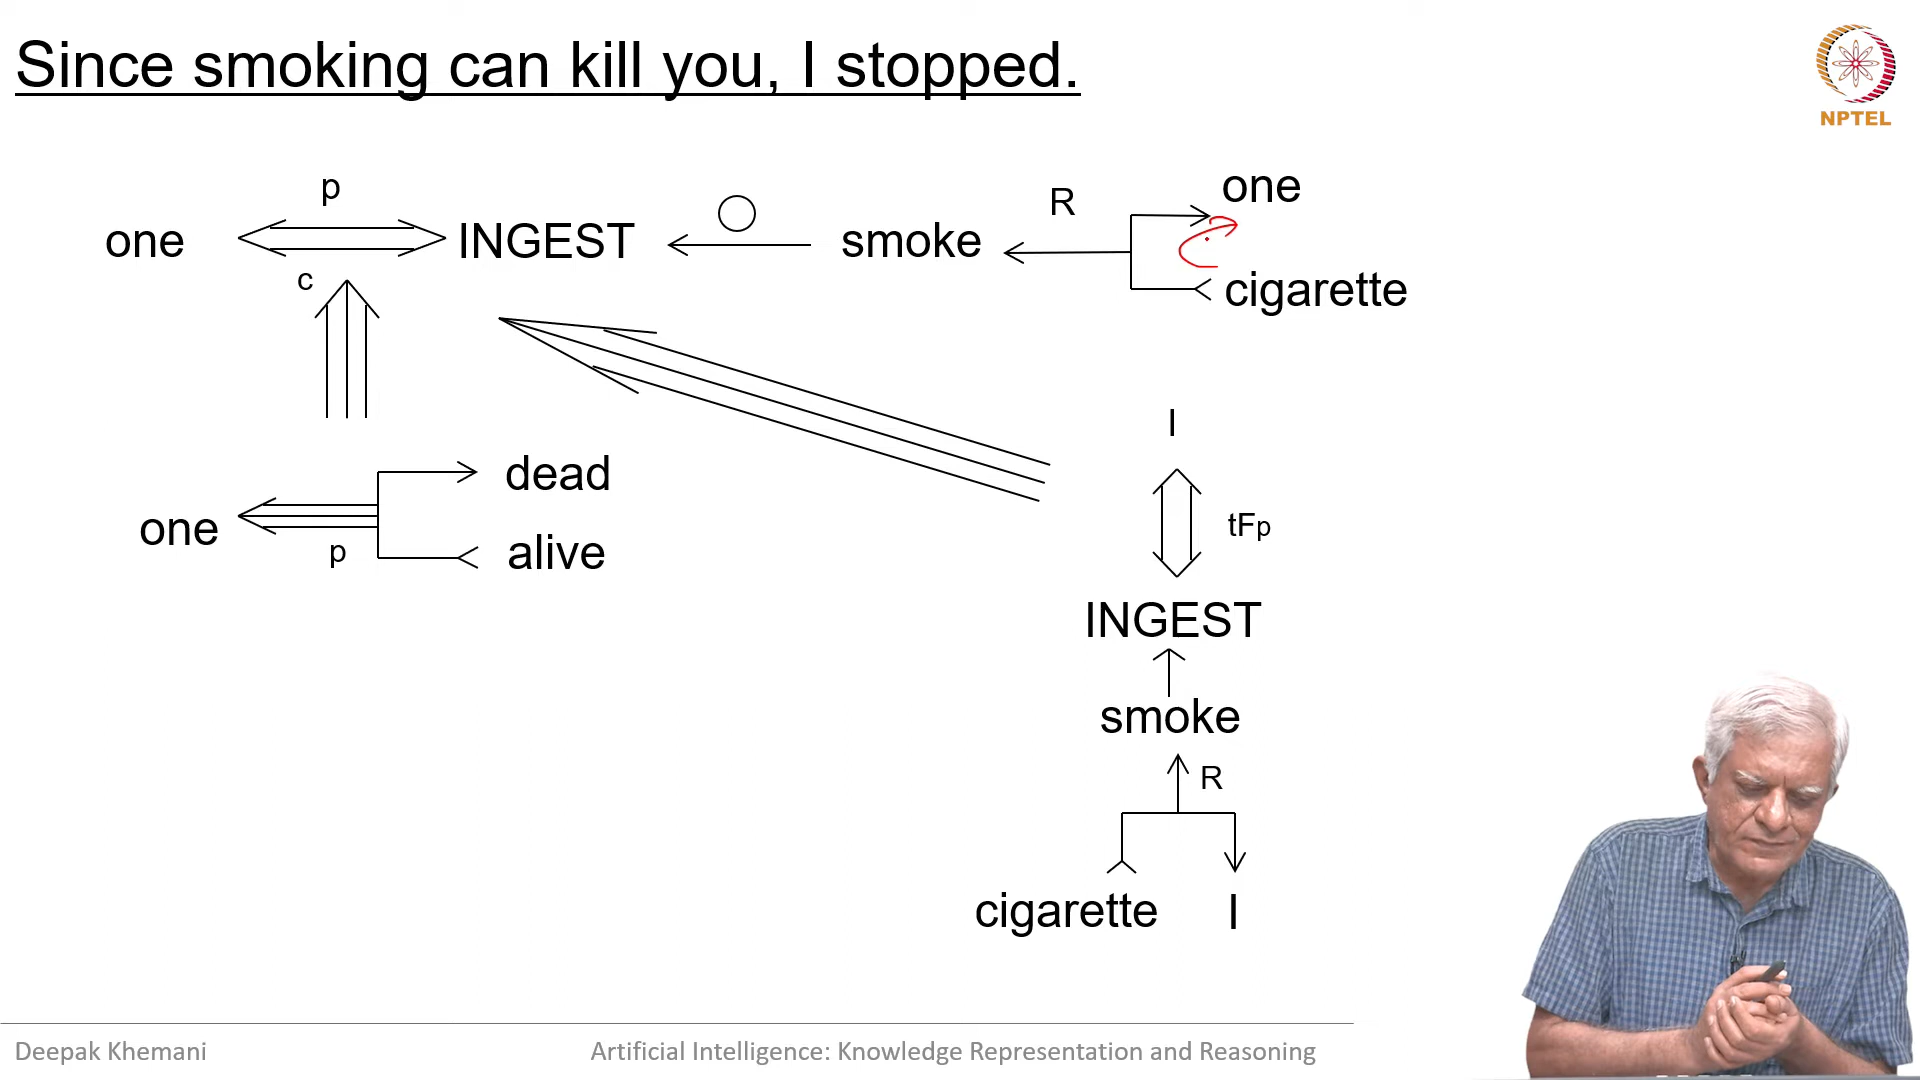 Since smoking can kill you, I stopped.
NPTEL
p
one INGEST smoke R one
c
cigarette
I
dead
one tFp
p alive
INGEST
smoke
R
cigarette I
Deepak Khemani Artificial Intelligence: Knowledge Representation and Reasoning